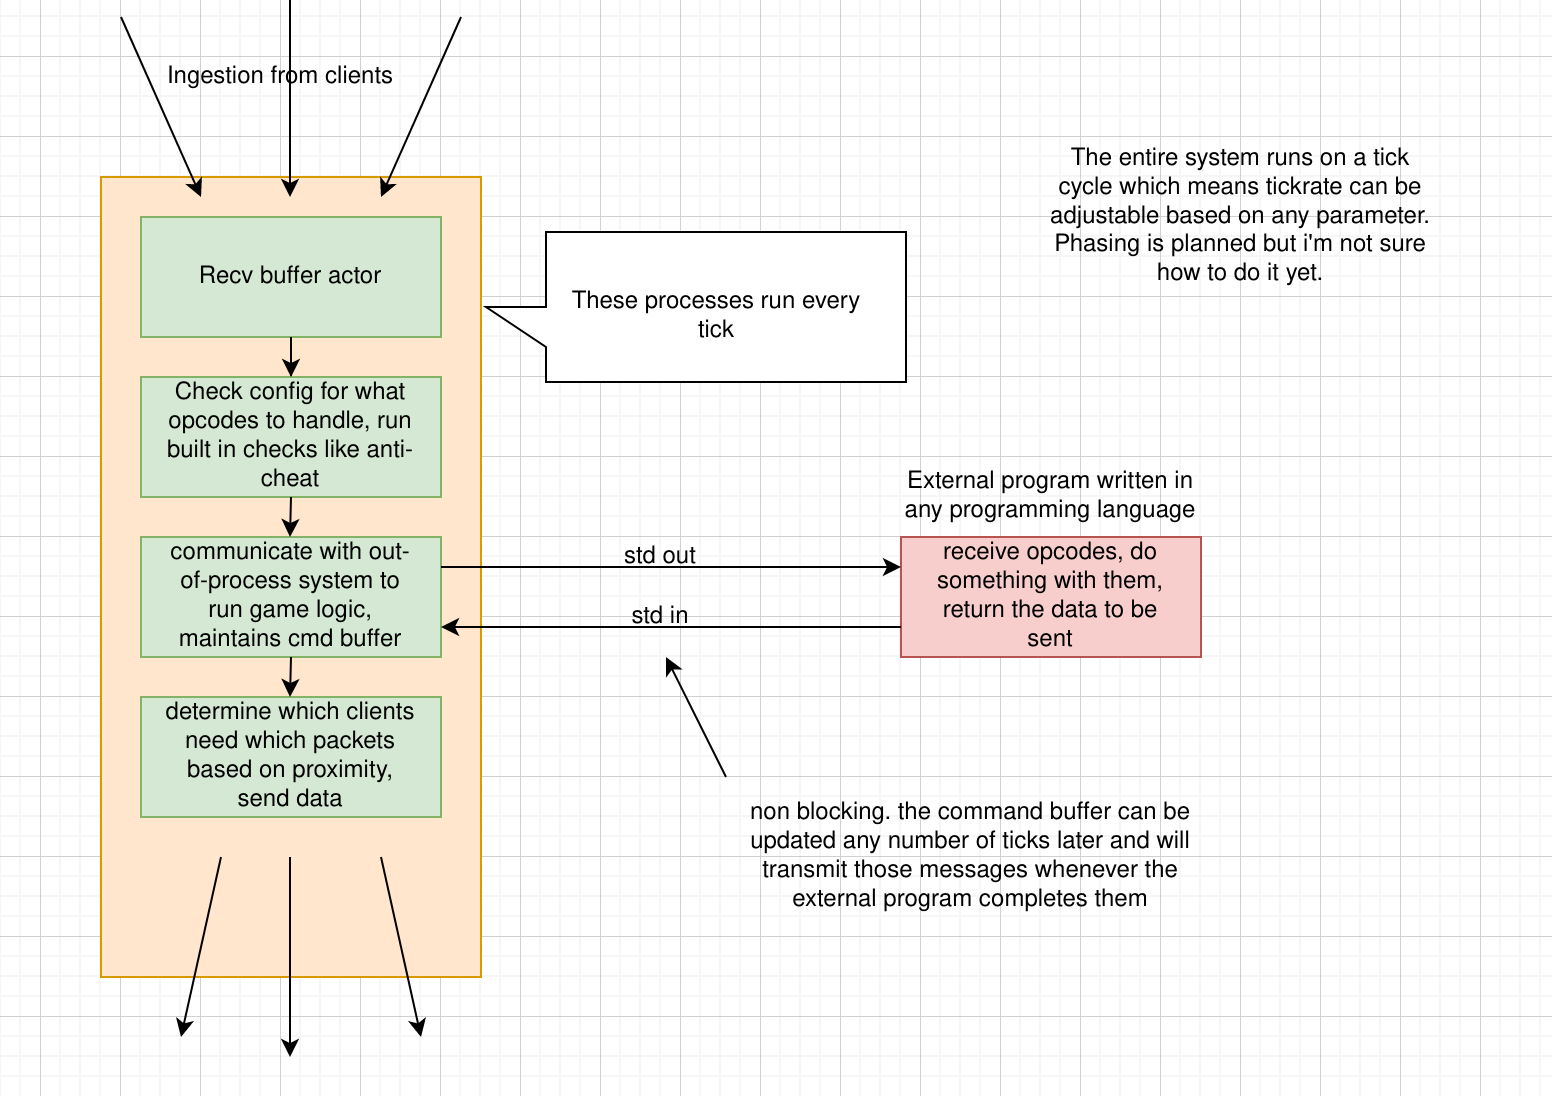 Ingestion from clients
The entire system runs on a tick
cycle which means tickrate can be
adjustable based on any parameter.
Phasing is planned but i'm not sure
how to do it yet.
Recv buffer actor
These processes run every
tick
Check config for what
opcodes to handle, run
built in checks like anti-
cheat
External program written in
any programming language
communicate with out-
of-process system to
run game logic,
maintains cmd buffer
std out
std in
receive opcodes, do
something with them,
return the data to be
sent
determine which clients
need which packets
based on proximity,
send data
non blocking. the command buffer can be
updated any number of ticks later and will
transmit those messages whenever the
external program completes them